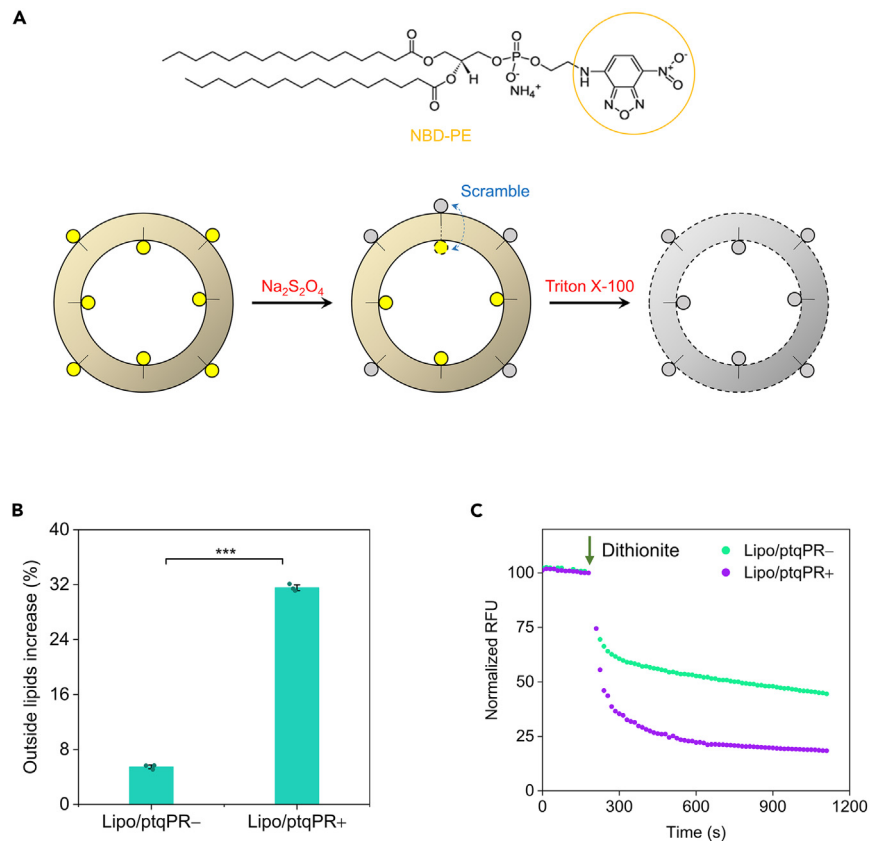 A
O
O
O
P
O
O
O
O
H
O⁻
NH₄⁺
N
H
N⁺
O⁻
O
N
O
N
NBD-PE
Scramble
Na₂S₂O₄
Triton X-100
B
Outside lipids increase (%)
40
32
24
16
8
0
***
Lipo/ptqPR−
Lipo/ptqPR+
C
Normalized RFU
100
75
50
25
0
Dithionite
Lipo/ptqPR−
Lipo/ptqPR+
0
300
600
900
1200
Time (s)